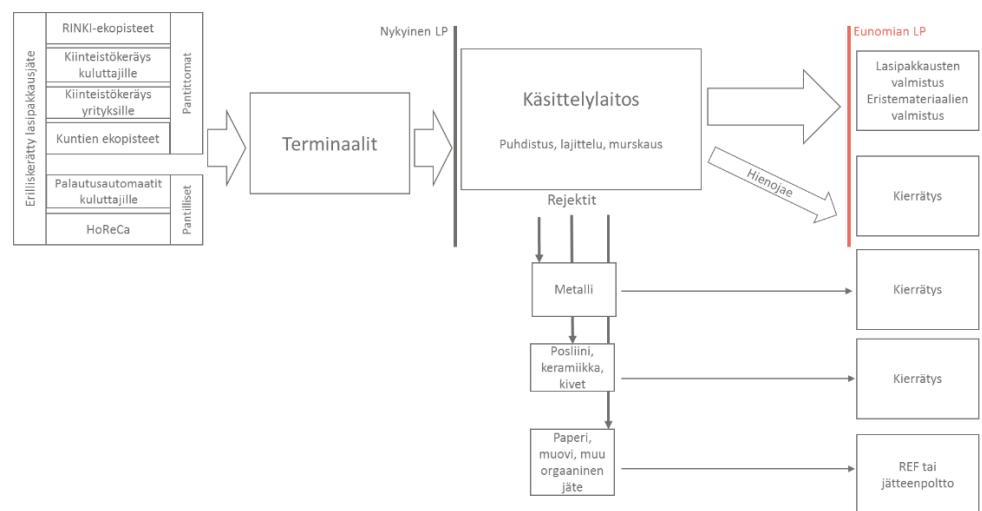 Erilliskerätty lasipakkausjäte
RINKI-ekopisteet
Kiinteistökeräys
kuluttajille
Kiinteistökeräys
yrityksille
Kuntien ekopisteet
Pantittomat
Palautusautomaatit
kuluttajille
HoReCa
Pantilliset
Terminaalit
Nykyinen LP
Käsittelylaitos
Puhdistus, lajittelu, murskaus
Rejektit
Hienojae
Eunomian LP
Lasipakkausten
valmistus
Eristemateriaalien
valmistus
Kierrätys
Metalli
Kierrätys
Posliini,
keramiikka,
kivet
Kierrätys
Paperi,
muovi, muu
orgaaninen
jäte
REF tai
jätteenpoltto